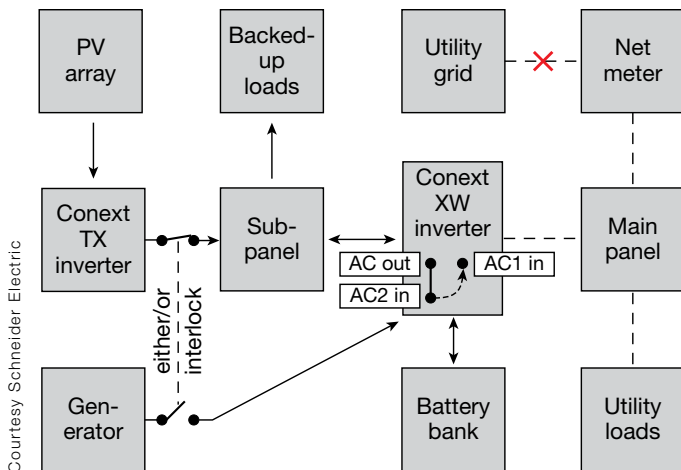 PV
array
Backed-
up
loads
Utility
grid
Net
meter
Conext
TX
inverter
Sub-
panel
Conext
XW
inverter
AC out
AC1 in
AC2 in
Main
panel
either/or
interlock
Gen-
erator
Battery
bank
Utility
loads
Courtesy Schneider Electric